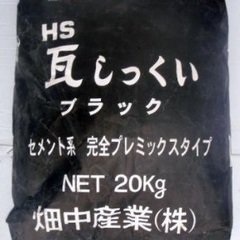 HS
瓦しっくい
ブラック
セメント系 完全プレミックスタイプ
NET 20Kg
畑中産業(株)